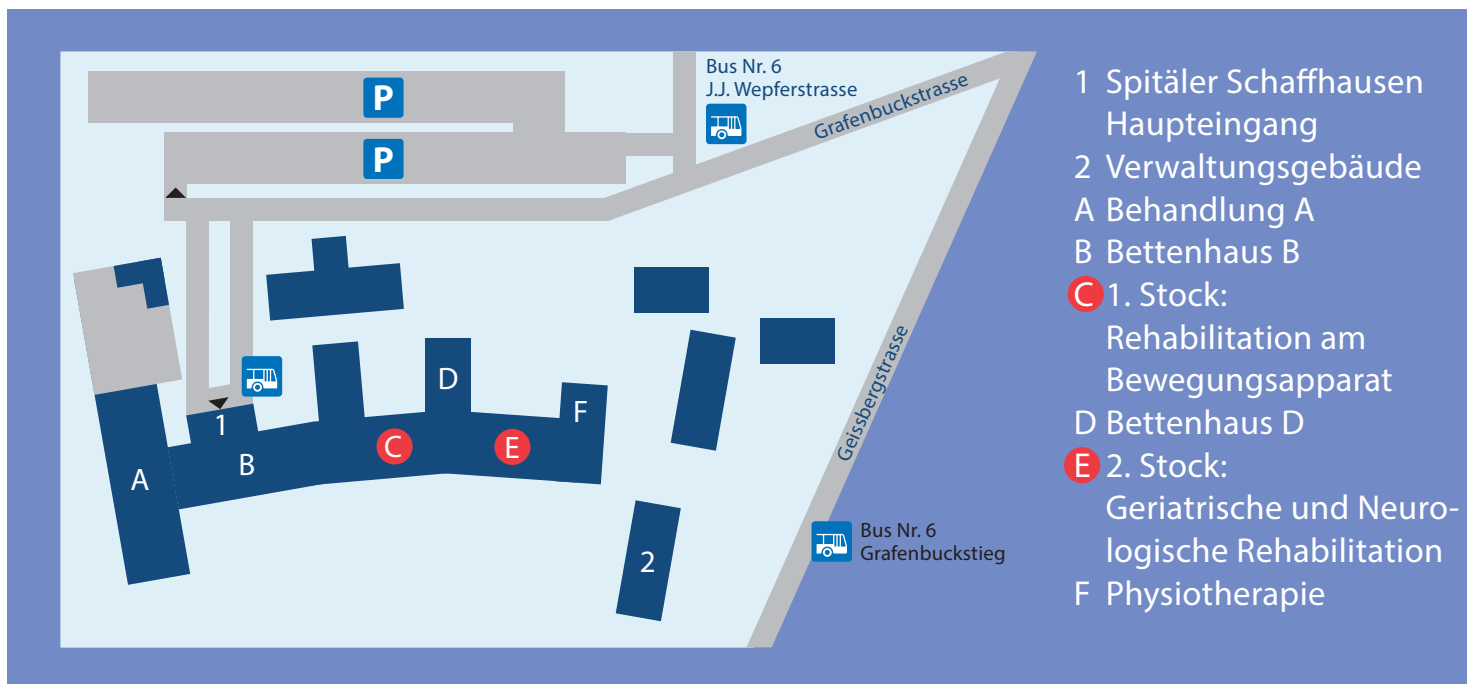 Bus Nr. 6
J.J. Wepferstrasse
P
P
Grafenbuckstrasse
Geissbergstrasse
D
F
1
C
E
B
A
2
Bus Nr. 6
Grafenbuckstieg
1 Spitäler Schaffhausen
Haupteingang
2 Verwaltungsgebäude
A Behandlung A
B Bettenhaus B
C 1. Stock:
Rehabilitation am
Bewegungsapparat
D Bettenhaus D
E 2. Stock:
Geriatrische und Neuro-
logische Rehabilitation
F Physiotherapie